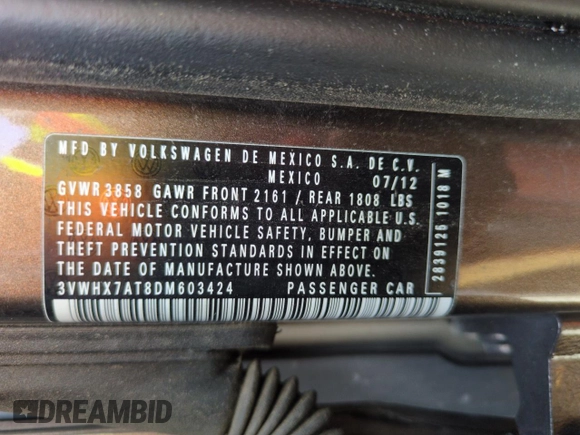 MFD BY VOLKSWAGEN DE MEXICO S.A. DE C.V.
MEXICO 07/12
GVWR 3858 GAWR FRONT 2161 / REAR 1808 LBS
THIS VEHICLE CONFORMS TO ALL APPLICABLE U.S.
FEDERAL MOTOR VEHICLE SAFETY, BUMPER AND
THEFT PREVENTION STANDARDS IN EFFECT ON
THE DATE OF MANUFACTURE SHOWN ABOVE.
3VWHX7AT8DM603424 PASSENGER CAR
2839125 1018 M
DREAMBID